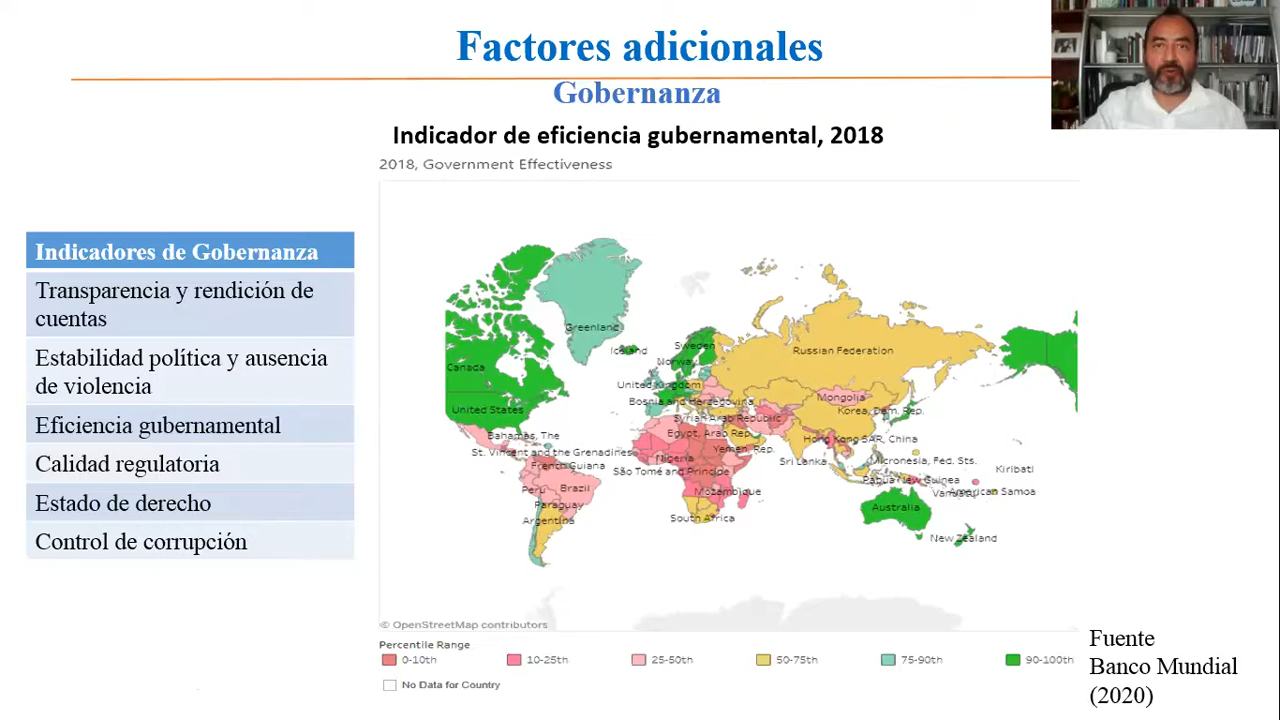 Factores adicionales
Gobernanza
Indicador de eficiencia gubernamental, 2018
2018, Government Effectiveness
Indicadores de Gobernanza
Transparencia y rendición de
cuentas
Estabilidad política y ausencia
de violencia
Eficiencia gubernamental
Calidad regulatoria
Estado de derecho
Control de corrupción
Greenland
Iceland
Sweden
Norway
Russian Federation
Canada
United Kingdom
Bosnia and Herzegovina
Mongolia
United States
Syrian Arab Republic
Korea, Dem. Rep.
Bahamas, The
Egypt, Arab Rep.
Hong Kong SAR, China
St. Vincent and the Grenadines
Yemen, Rep.
Nigeria
Sri Lanka
Micronesia, Fed. Sts.
French Guiana
São Tomé and Principe
Kiribati
Papua New Guinea
Peru
Brazil
Mozambique
Vanuatu
American Samoa
Paraguay
Australia
Argentina
South Africa
New Zealand
© OpenStreetMap contributors
Percentile Range
0-10th
10-25th
25-50th
50-75th
75-90th
90-100th
No Data for Country
Fuente
Banco Mundial
(2020)